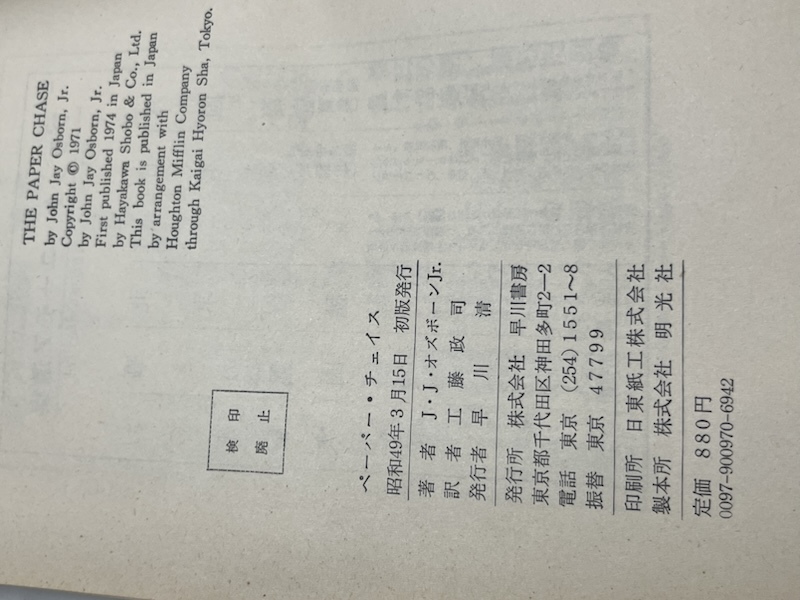 THE PAPER CHASE
by John Jay Osborn, Jr.
Copyright © 1971
by John Jay Osborn, Jr.
First published 1974 in Japan
by Hayakawa Shobo & Co., Ltd.
This book is published in Japan
by arrangement with
Houghton Mifflin Company
through Kaigai Hyoron Sha, Tokyo.
検印
廃止
ペーパー・チェイス
昭和49年3月15日 初版発行
著者 J・J・オズボーンJr.
訳者 工藤政司
発行者 早川清
発行所 株式会社 早川書房
東京都千代田区神田多町2―2
電話 東京 (254)1551〜8
振替 東京 47799
印刷所 日東紙工株式会社
製本所 株式会社 明光社
定価 880円
0097-900970-6942